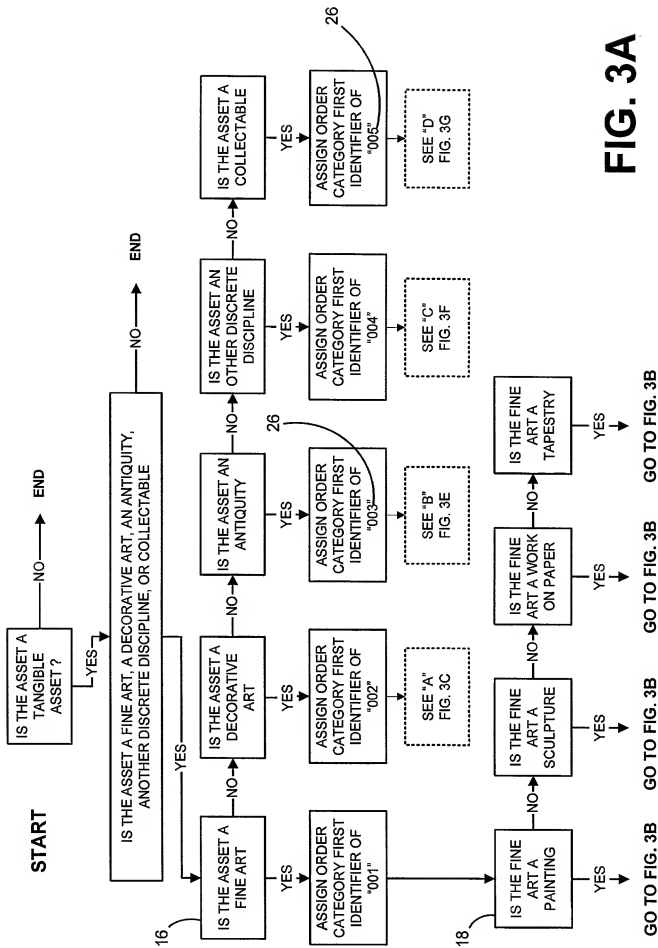 START
IS THE ASSET A
TANGIBLE
ASSET ?
NO
END
YES
IS THE ASSET A FINE ART, A DECORATIVE ART, AN ANTIQUITY,
ANOTHER DISCRETE DISCIPLINE, OR COLLECTABLE
NO
END
YES
16
IS THE ASSET A
FINE ART
NO
IS THE ASSET A
DECORATIVE
ART
NO
IS THE ASSET AN
ANTIQUITY
NO
IS THE ASSET AN
OTHER DISCRETE
DISCIPLINE
NO
IS THE ASSET A
COLLECTABLE
YES
YES
YES
YES
YES
26
26
ASSIGN ORDER
CATEGORY FIRST
IDENTIFIER OF
"001"
ASSIGN ORDER
CATEGORY FIRST
IDENTIFIER OF
"002"
ASSIGN ORDER
CATEGORY FIRST
IDENTIFIER OF
"003"
ASSIGN ORDER
CATEGORY FIRST
IDENTIFIER OF
"004"
ASSIGN ORDER
CATEGORY FIRST
IDENTIFIER OF
"005"
SEE "A"
FIG. 3C
SEE "B"
FIG. 3E
SEE "C"
FIG. 3F
SEE "D"
FIG. 3G
18
IS THE FINE
ART A
PAINTING
NO
IS THE FINE
ART A
SCULPTURE
NO
IS THE FINE
ART A WORK
ON PAPER
NO
IS THE FINE
ART A
TAPESTRY
YES
YES
YES
YES
GO TO FIG. 3B
GO TO FIG. 3B
GO TO FIG. 3B
GO TO FIG. 3B
FIG. 3A